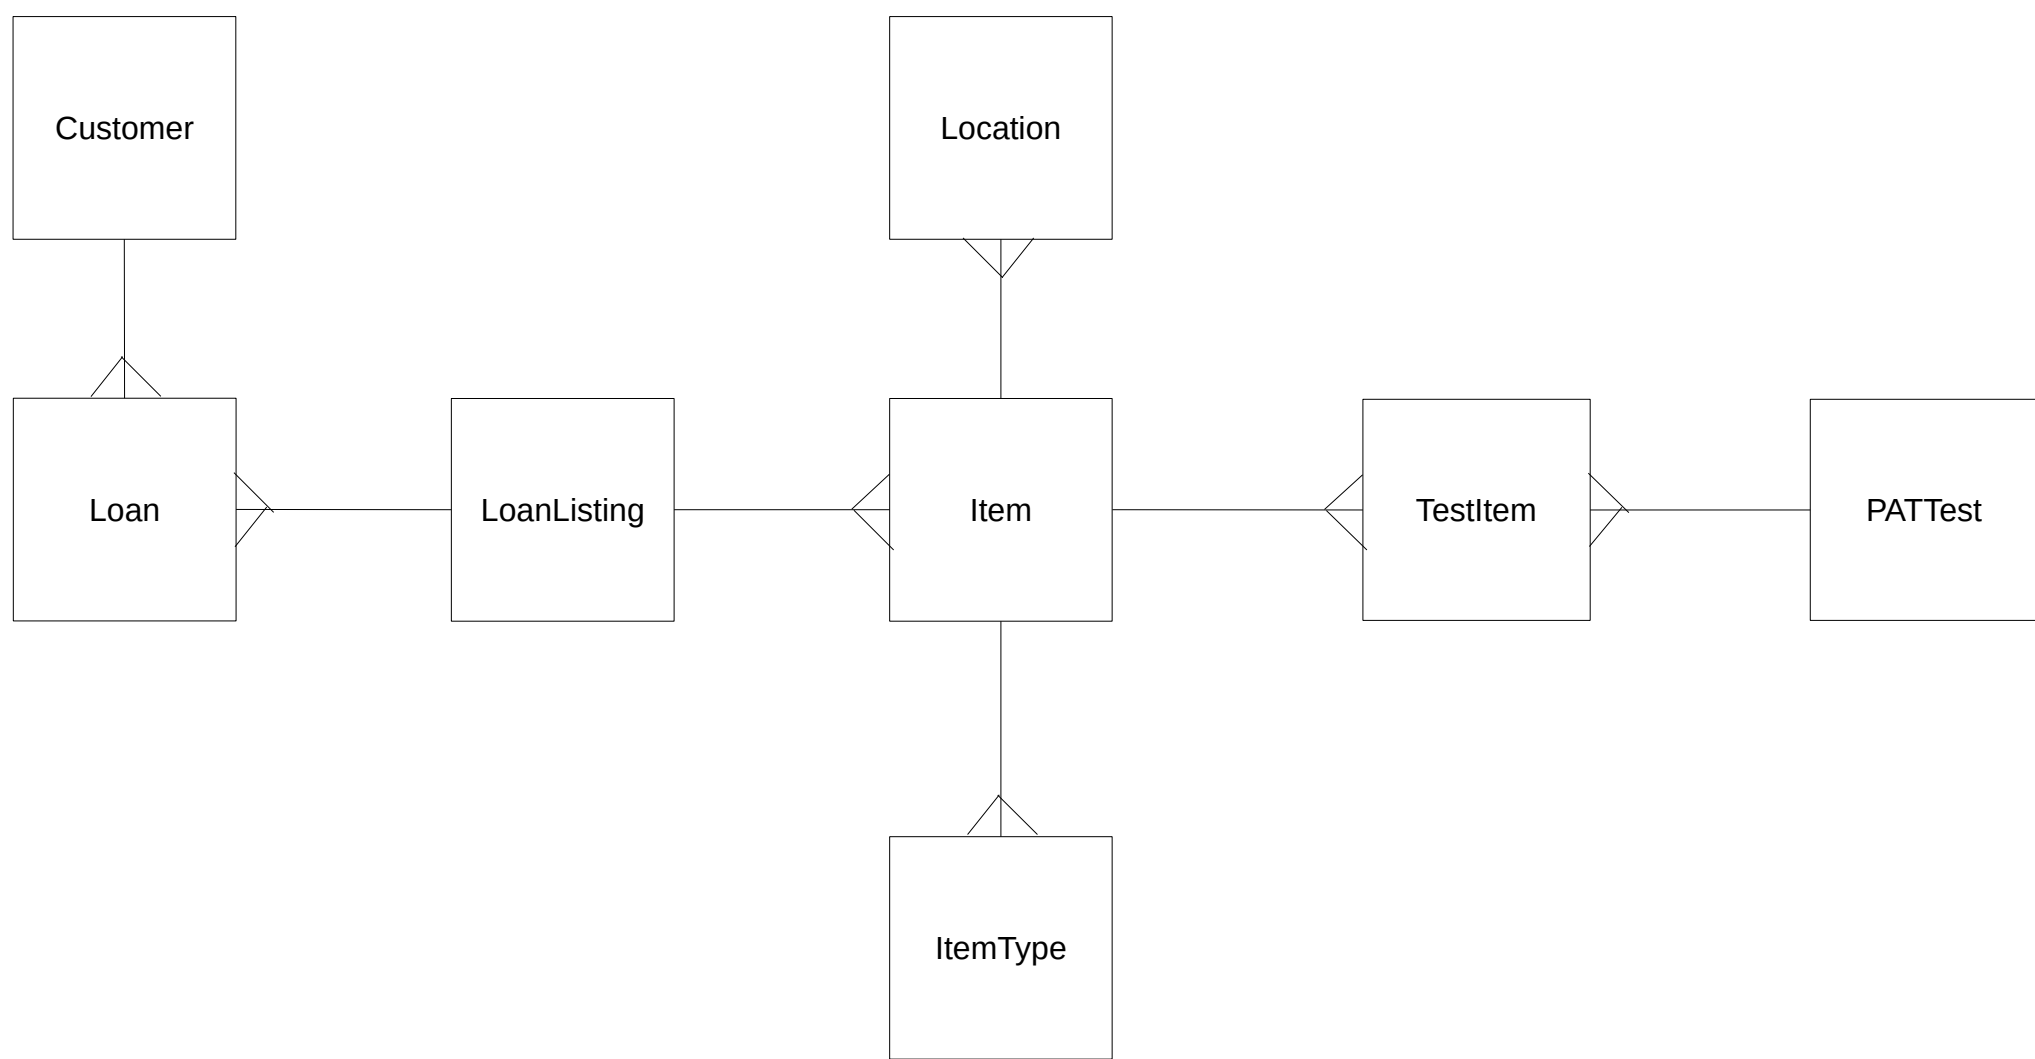 Customer
Location
Loan
LoanListing
Item
TestItem
PATTest
ItemType